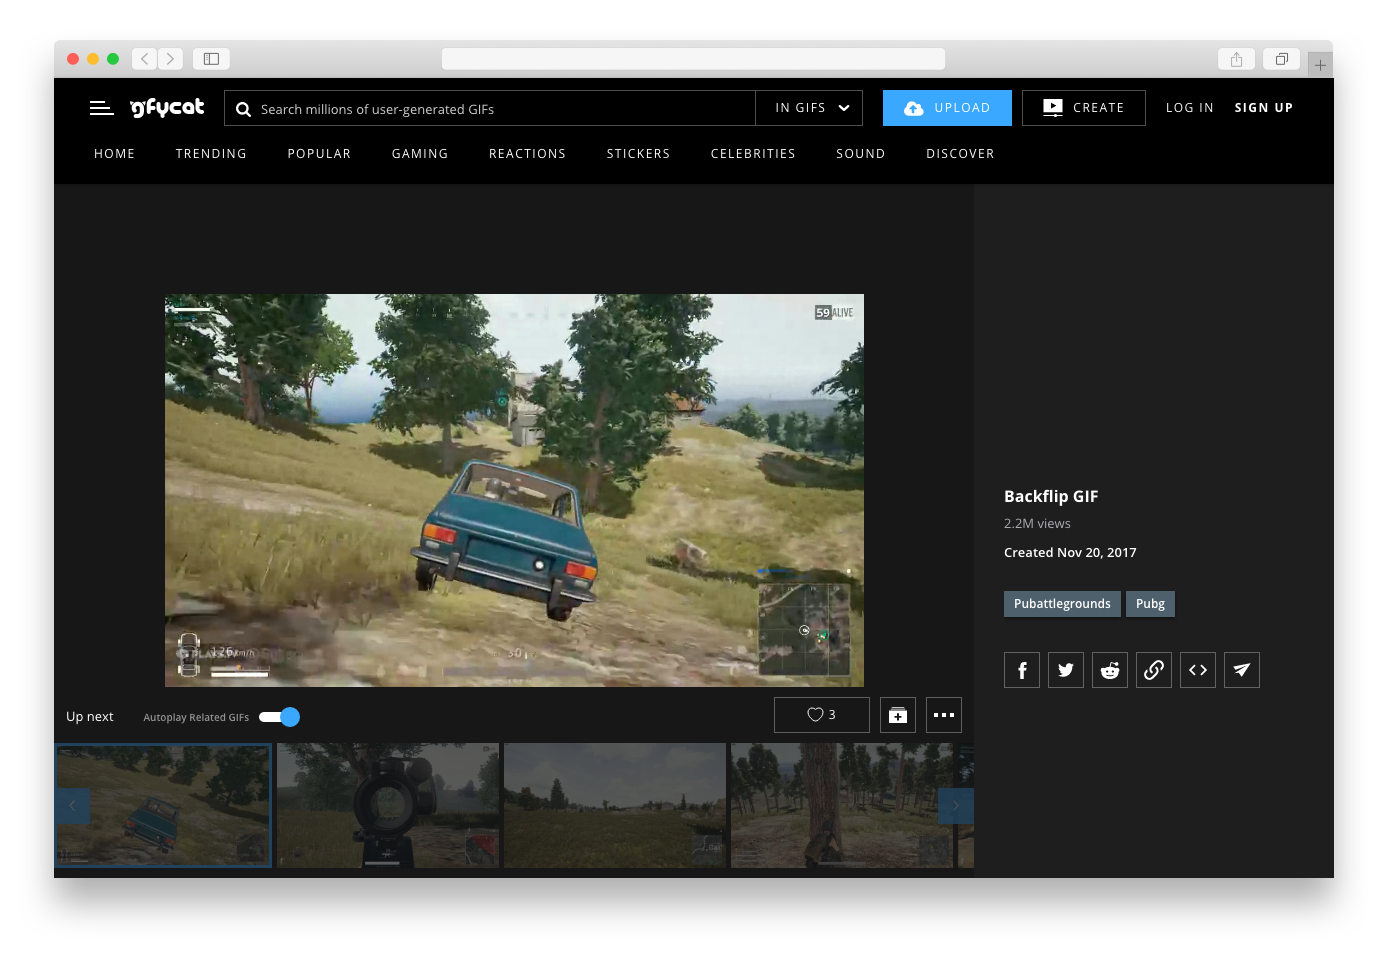 gfycat
Search millions of user-generated GIFs
IN GIFS
UPLOAD
CREATE
LOG IN
SIGN UP
HOME
TRENDING
POPULAR
GAMING
REACTIONS
STICKERS
CELEBRITIES
SOUND
DISCOVER
59 ALIVE
126 km/h
30
Backflip GIF
2.2M views
Created Nov 20, 2017
Pubattlegrounds
Pubg
Up next
Autoplay Related GIFs
3